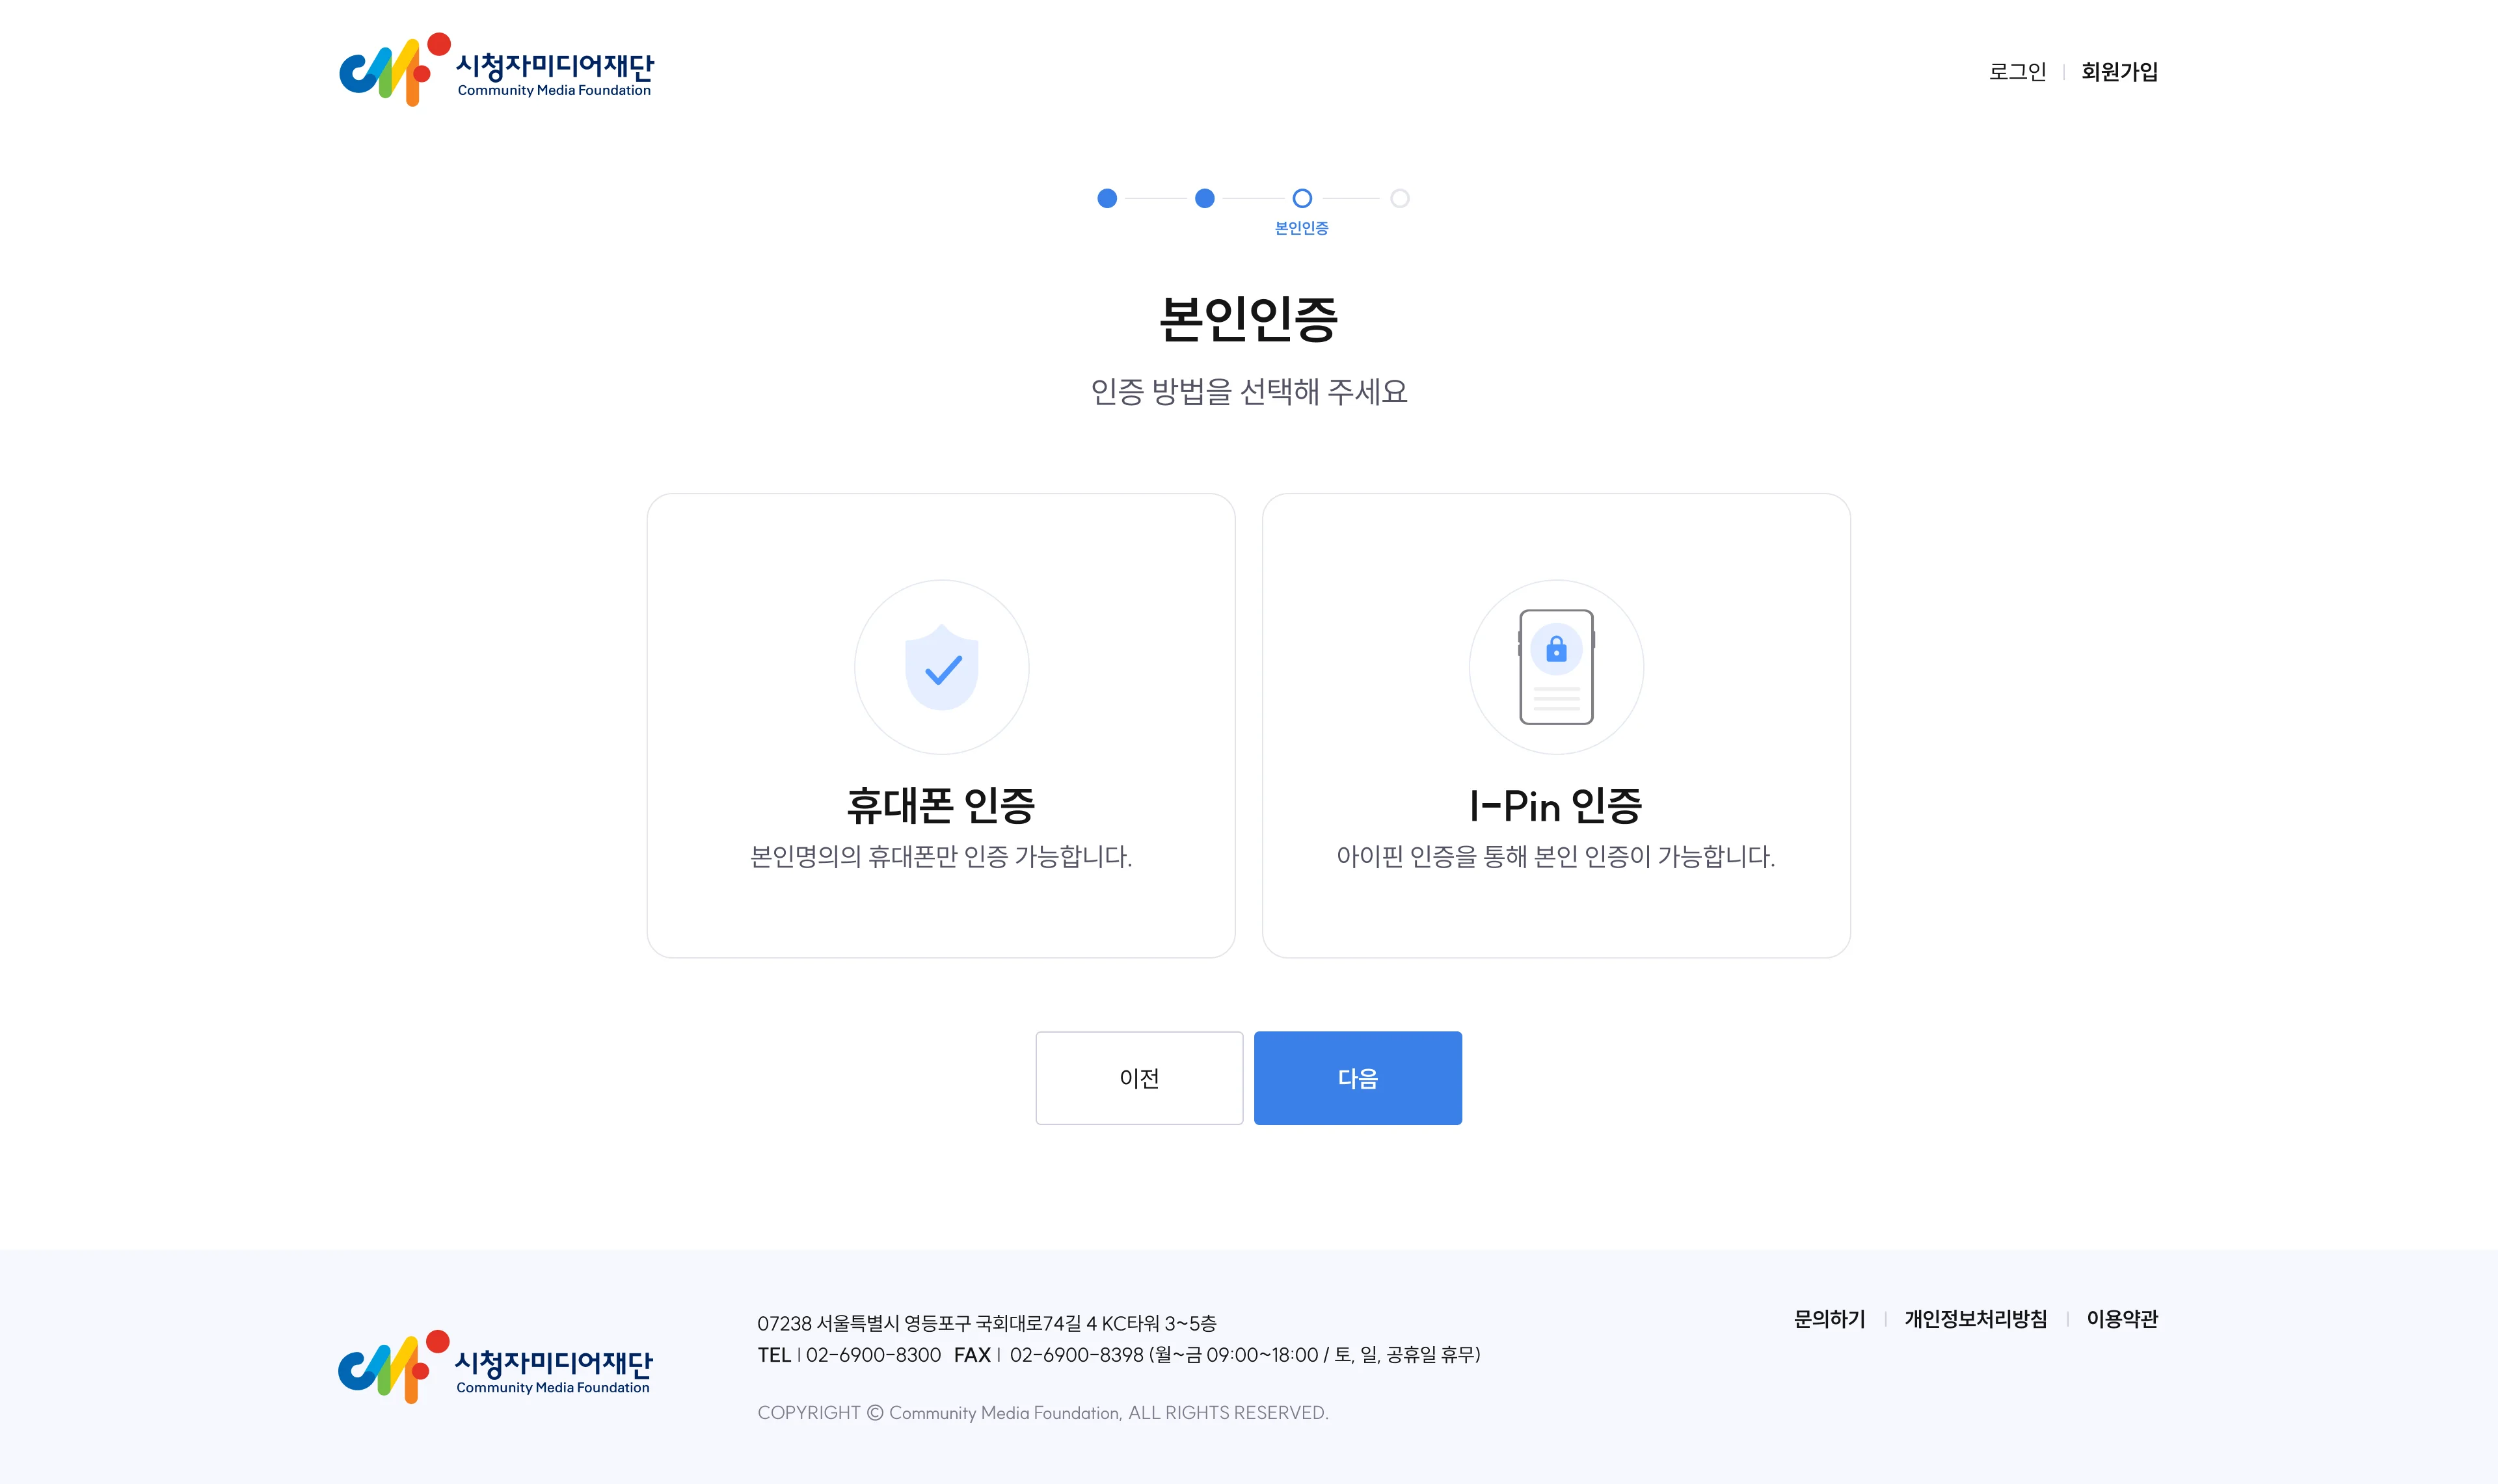 시청자미디어재단
Community Media Foundation
로그인
회원가입
본인인증
본인인증
인증 방법을 선택해 주세요
휴대폰 인증
본인명의의 휴대폰만 인증 가능합니다.
I-Pin 인증
아이핀 인증을 통해 본인 인증이 가능합니다.
이전
다음
시청자미디어재단
Community Media Foundation
07238 서울특별시 영등포구 국회대로74길 4 KC타워 3~5층
TEL | 02-6900-8300 FAX | 02-6900-8398 (월~금 09:00~18:00 / 토, 일, 공휴일 휴무)
COPYRIGHT © Community Media Foundation, ALL RIGHTS RESERVED.
문의하기
개인정보처리방침
이용약관